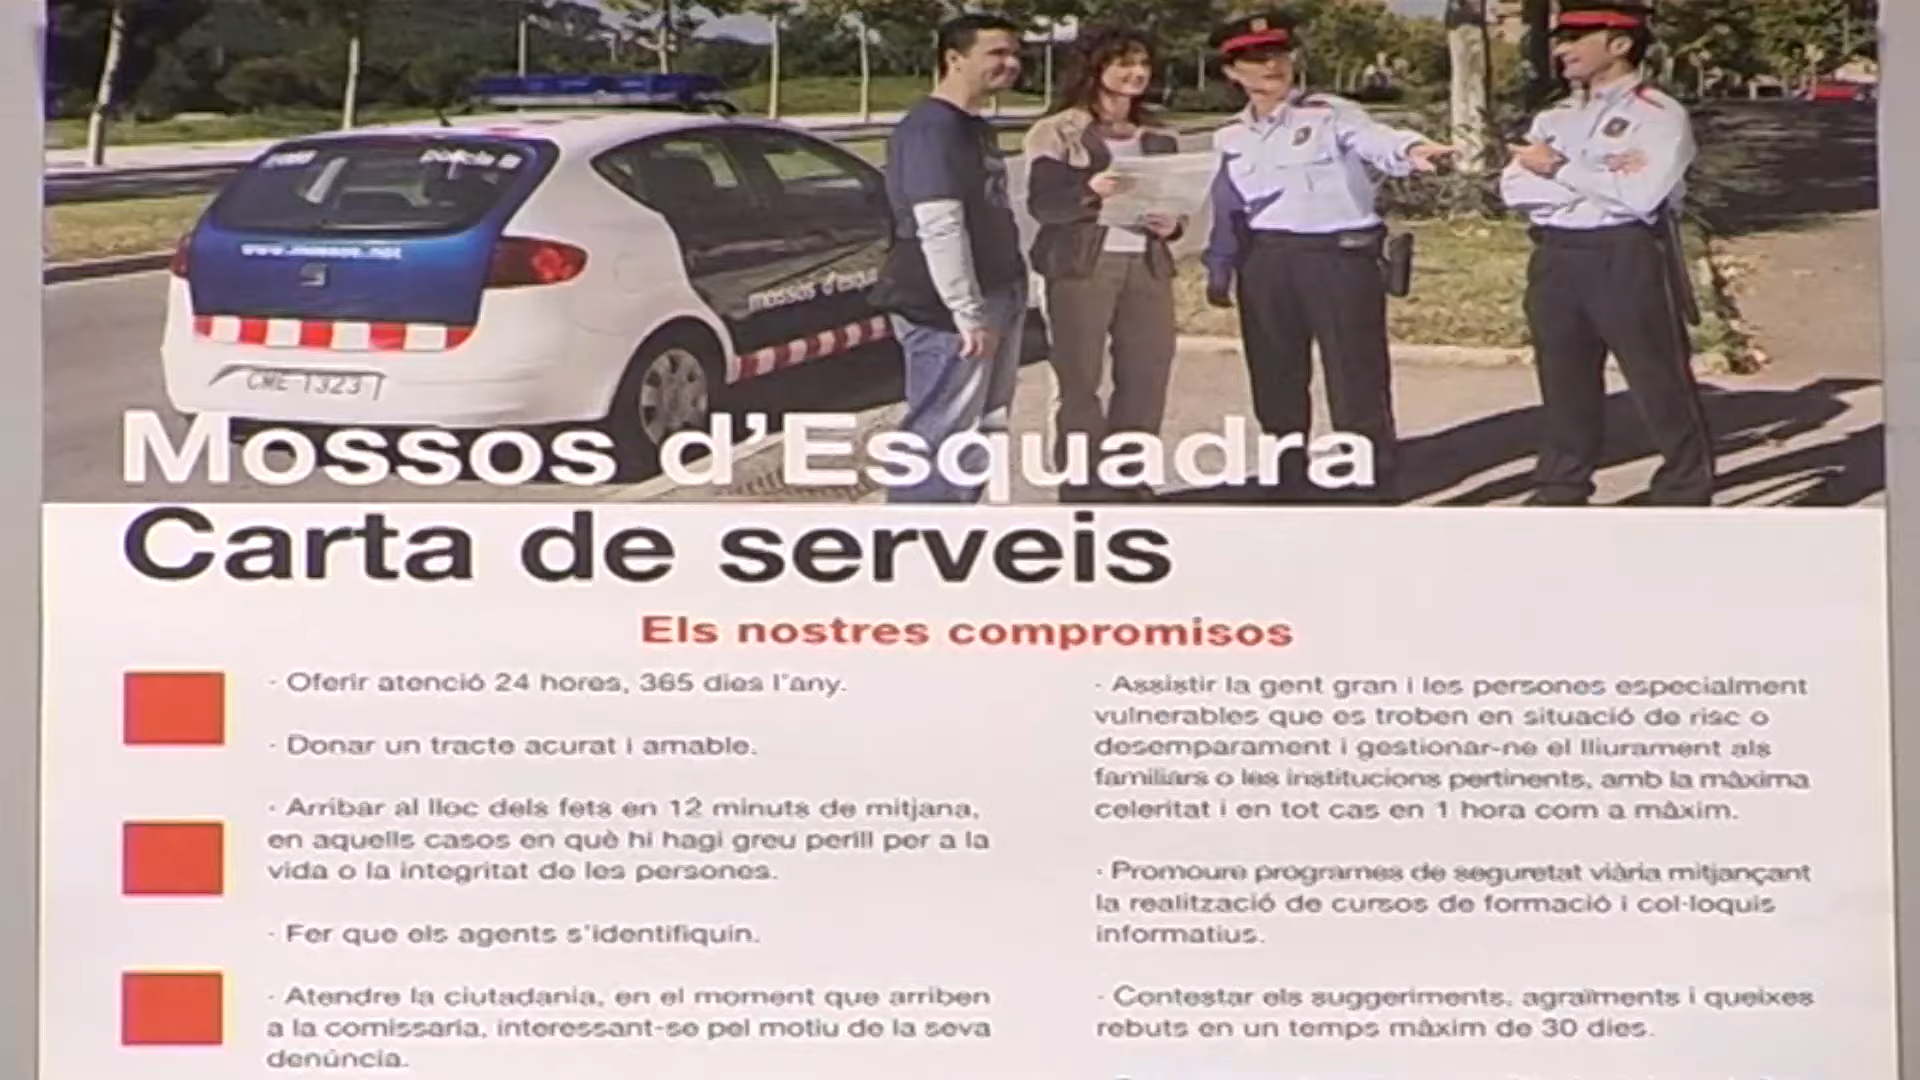 www.mossos.net
mossos d'esqua
CME 1323
Mossos d'Esquadra
Carta de serveis
Els nostres compromisos
· Oferir atenció 24 hores, 365 dies l'any.
· Donar un tracte acurat i amable.
· Arribar al lloc dels fets en 12 minuts de mitjana,
en aquells casos en què hi hagi greu perill per a la
vida o la integritat de les persones.
· Fer que els agents s'identifiquin.
· Atendre la ciutadania, en el moment que arriben
a la comissaria, interessant-se pel motiu de la seva
denúncia.
· Assistir la gent gran i les persones especialment
vulnerables que es troben en situació de risc o
desemparament i gestionar-ne el lliurament als
familiars o les institucions pertinents, amb la màxima
celeritat i en tot cas en 1 hora com a màxim.
· Promoure programes de seguretat viària mitjançant
la realització de cursos de formació i col·loquis
informatius.
· Contestar els suggeriments, agraïments i queixes
rebuts en un temps màxim de 30 dies.